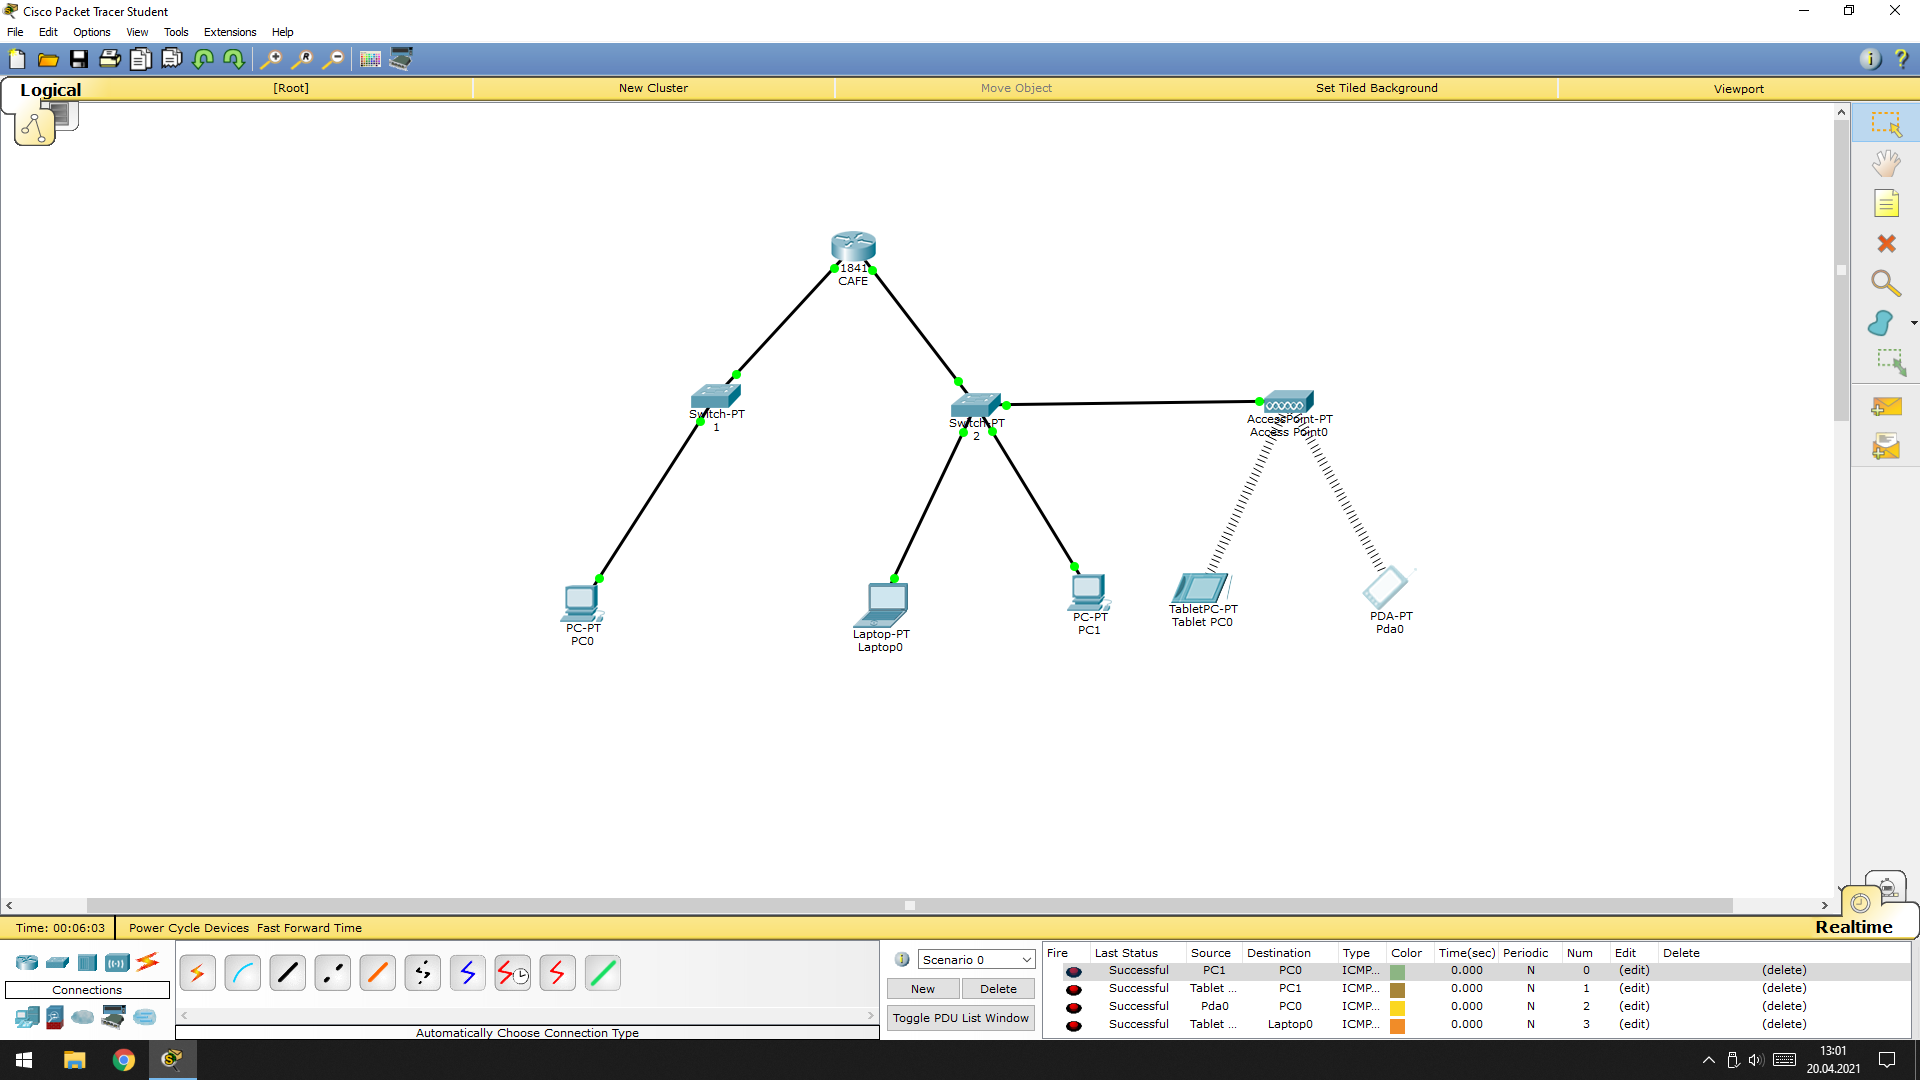 Cisco Packet Tracer Student
File Edit Options View Tools Extensions Help
Logical [Root] New Cluster Move Object Set Tiled Background Viewport
1841
CAFE
Switch-PT
1
Switch-PT
2
AccessPoint-PT
Access Point0
PC-PT
PC0
Laptop-PT
Laptop0
PC-PT
PC1
TabletPC-PT
Tablet PC0
PDA-PT
Pda0
Time: 00:06:03 Power Cycle Devices Fast Forward Time Realtime
Connections
Automatically Choose Connection Type
Scenario 0
New Delete
Toggle PDU List Window
Fire Last Status Source Destination Type Color Time(sec) Periodic Num Edit Delete
Successful PC1 PC0 ICMP... 0.000 N 0 (edit) (delete)
Successful Tablet ... PC1 ICMP... 0.000 N 1 (edit) (delete)
Successful Pda0 PC0 ICMP... 0.000 N 2 (edit) (delete)
Successful Tablet ... Laptop0 ICMP... 0.000 N 3 (edit) (delete)
13:01
20.04.2021